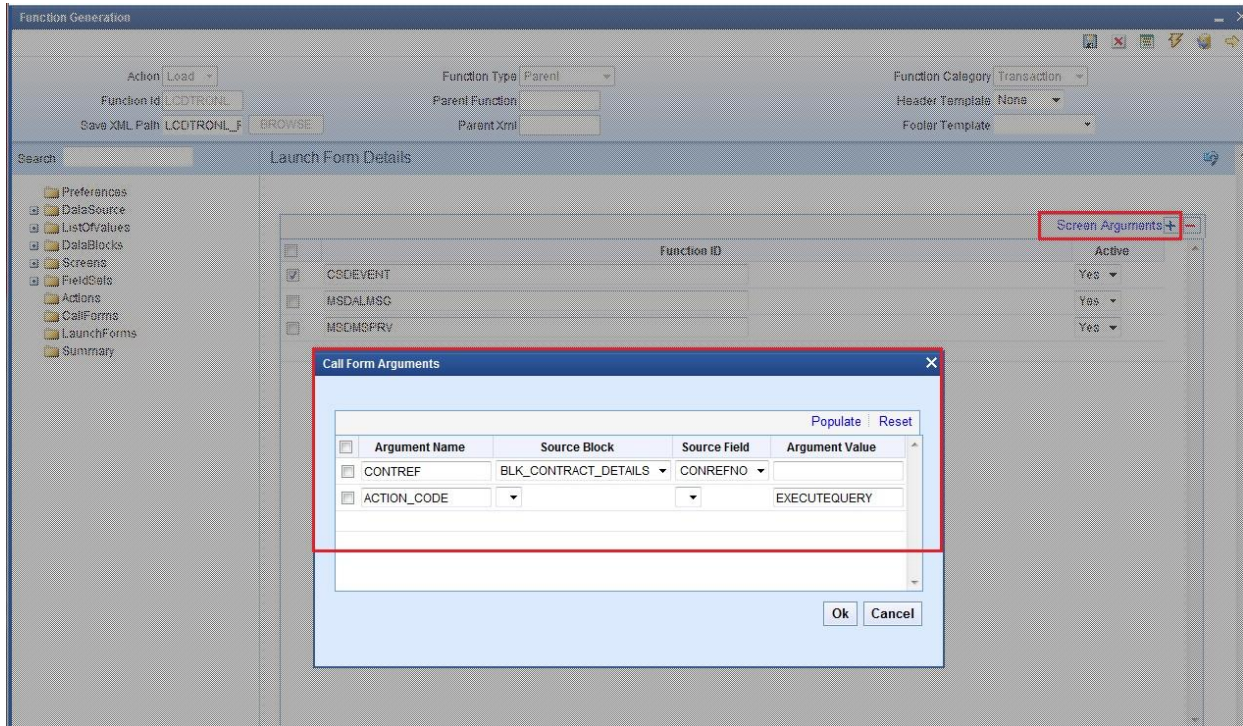 Function Generation
Action Load
Function Type Parent
Function Category Transaction
Function Id LCDTRONL
Parent Function
Header Template None
Save XML Path LCDTRONL_F BROWSE
Parent Xml
Footer Template
Search
Launch Form Details
Preferences
DataSource
ListOfValues
DataBlocks
Screens
FieldSets
Actions
CallForms
LaunchForms
Summary
Screen Arguments
Function ID Active
CSDEVENT Yes
MSDALMSG Yes
MSDMSPRV Yes
Call Form Arguments
Populate Reset
Argument Name Source Block Source Field Argument Value
CONTREF BLK_CONTRACT_DETAILS CONREFNO
ACTION_CODE EXECUTEQUERY
Ok Cancel